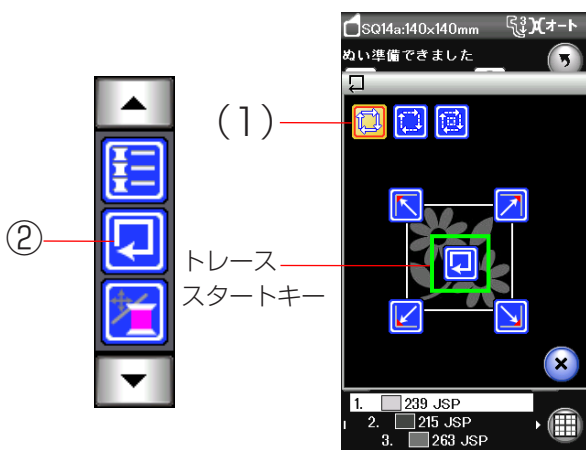 SQ14a:140×140mm
3
オート
ぬい準備できました
(1)
②
トレース
スタートキー
1. 239 JSP
2. 215 JSP
3. 263 JSP